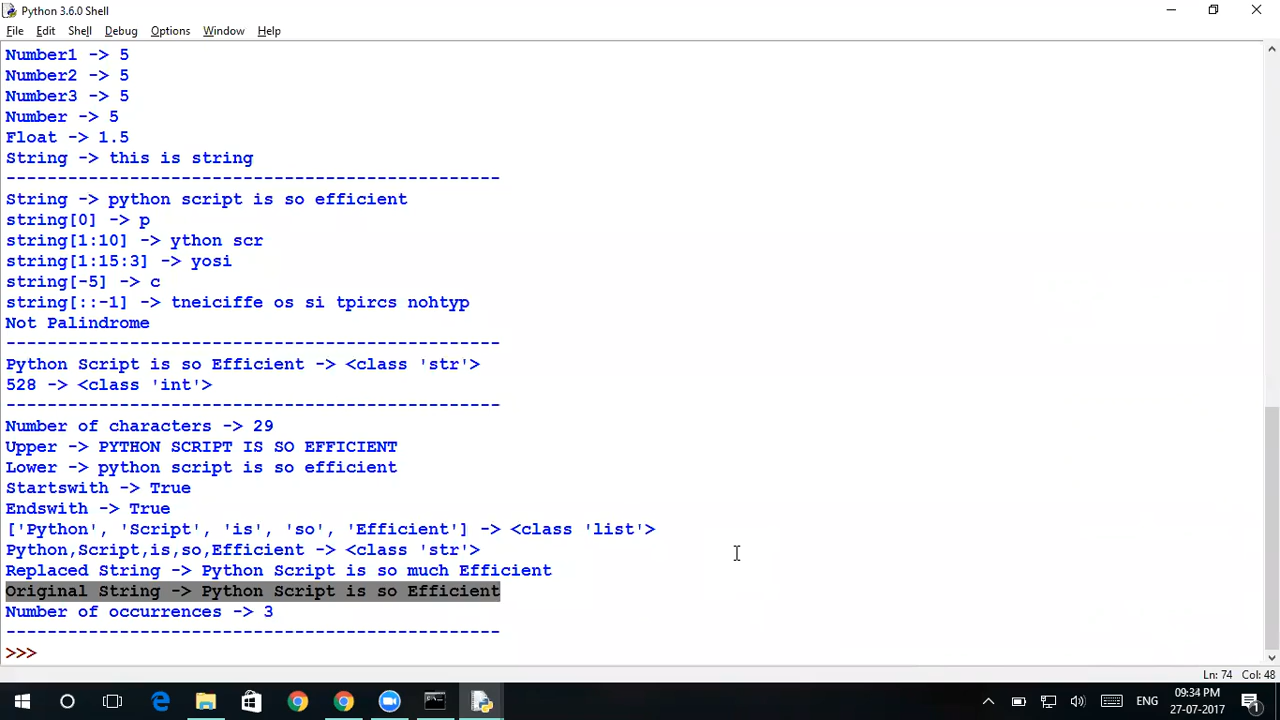 Python 3.6.0 Shell
File Edit Shell Debug Options Window Help
Number1 -> 5
Number2 -> 5
Number3 -> 5
Number -> 5
Float -> 1.5
String -> this is string
------------------------------------------------
String -> python script is so efficient
string[0] -> p
string[1:10] -> ython scr
string[1:15:3] -> yosi
string[-5] -> c
string[::-1] -> tneiciffe os si tpircs nohtyp
Not Palindrome
------------------------------------------------
Python Script is so Efficient -> <class 'str'>
528 -> <class 'int'>
------------------------------------------------
Number of characters -> 29
Upper -> PYTHON SCRIPT IS SO EFFICIENT
Lower -> python script is so efficient
Startswith -> True
Endswith -> True
['Python', 'Script', 'is', 'so', 'Efficient'] -> <class 'list'>
Python,Script,is,so,Efficient -> <class 'str'>
Replaced String -> Python Script is so much Efficient
Original String -> Python Script is so Efficient
Number of occurrences -> 3
------------------------------------------------
>>>
Ln: 74 Col: 48
ENG
09:34 PM
27-07-2017
1